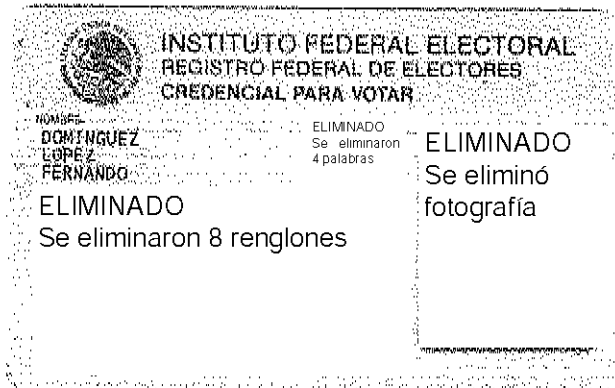 INSTITUTO FEDERAL ELECTORAL
REGISTRO FEDERAL DE ELECTORES
CREDENCIAL PARA VOTAR
NOMBRE
DOMINGUEZ
LOPEZ
FERNANDO
ELIMINADO
Se eliminaron
4 palabras
ELIMINADO
Se eliminó
fotografía
ELIMINADO
Se eliminaron 8 renglones